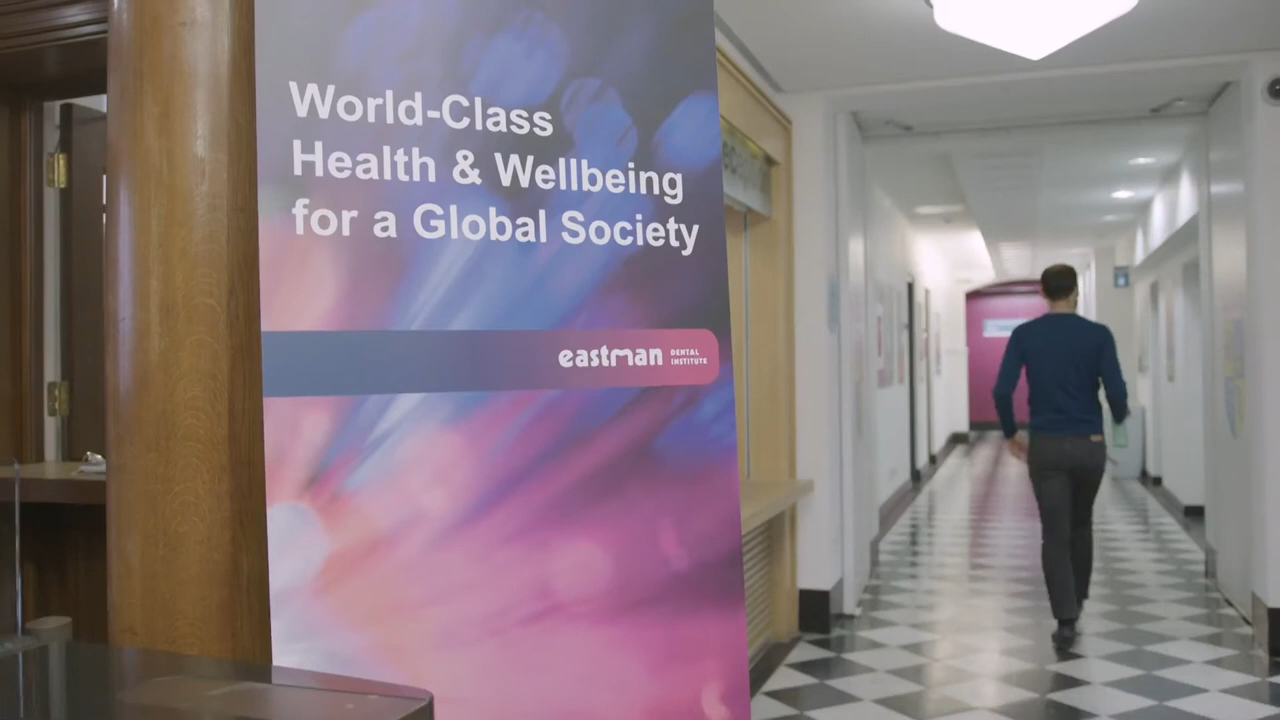 World-Class
Health & Wellbeing
for a Global Society
eastman DENTAL
INSTITUTE